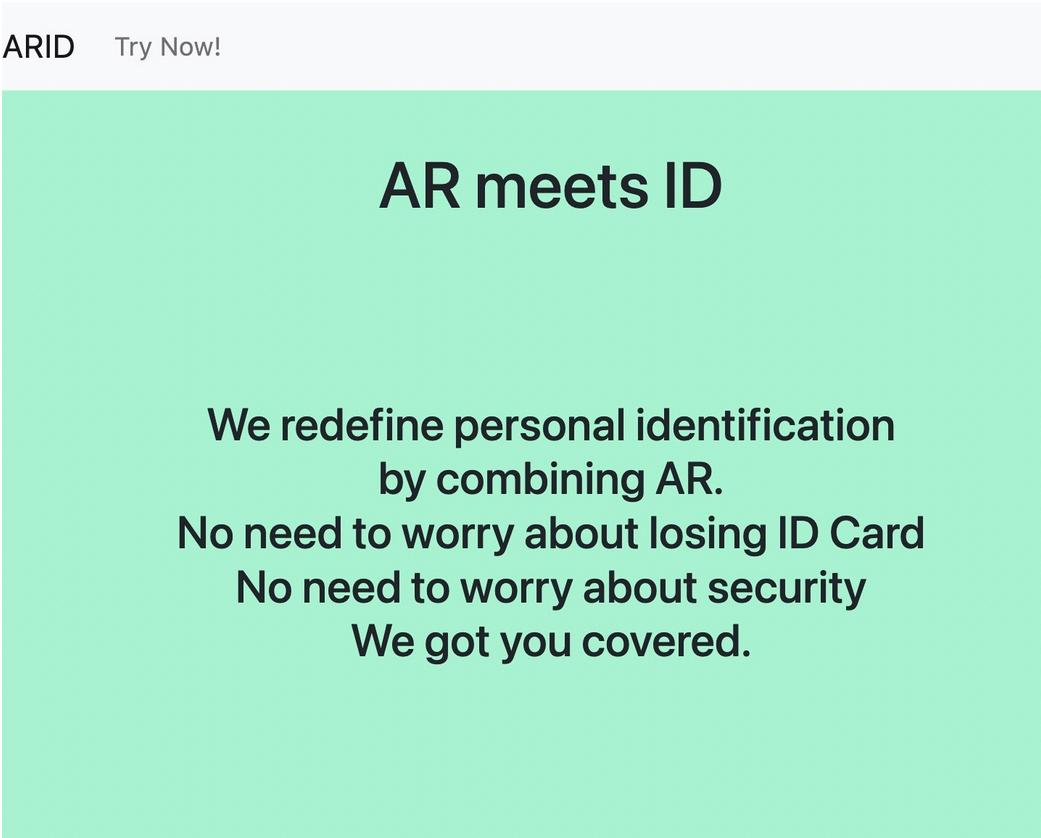 ARID Try Now!
AR meets ID
We redefine personal identification
by combining AR.
No need to worry about losing ID Card
No need to worry about security
We got you covered.